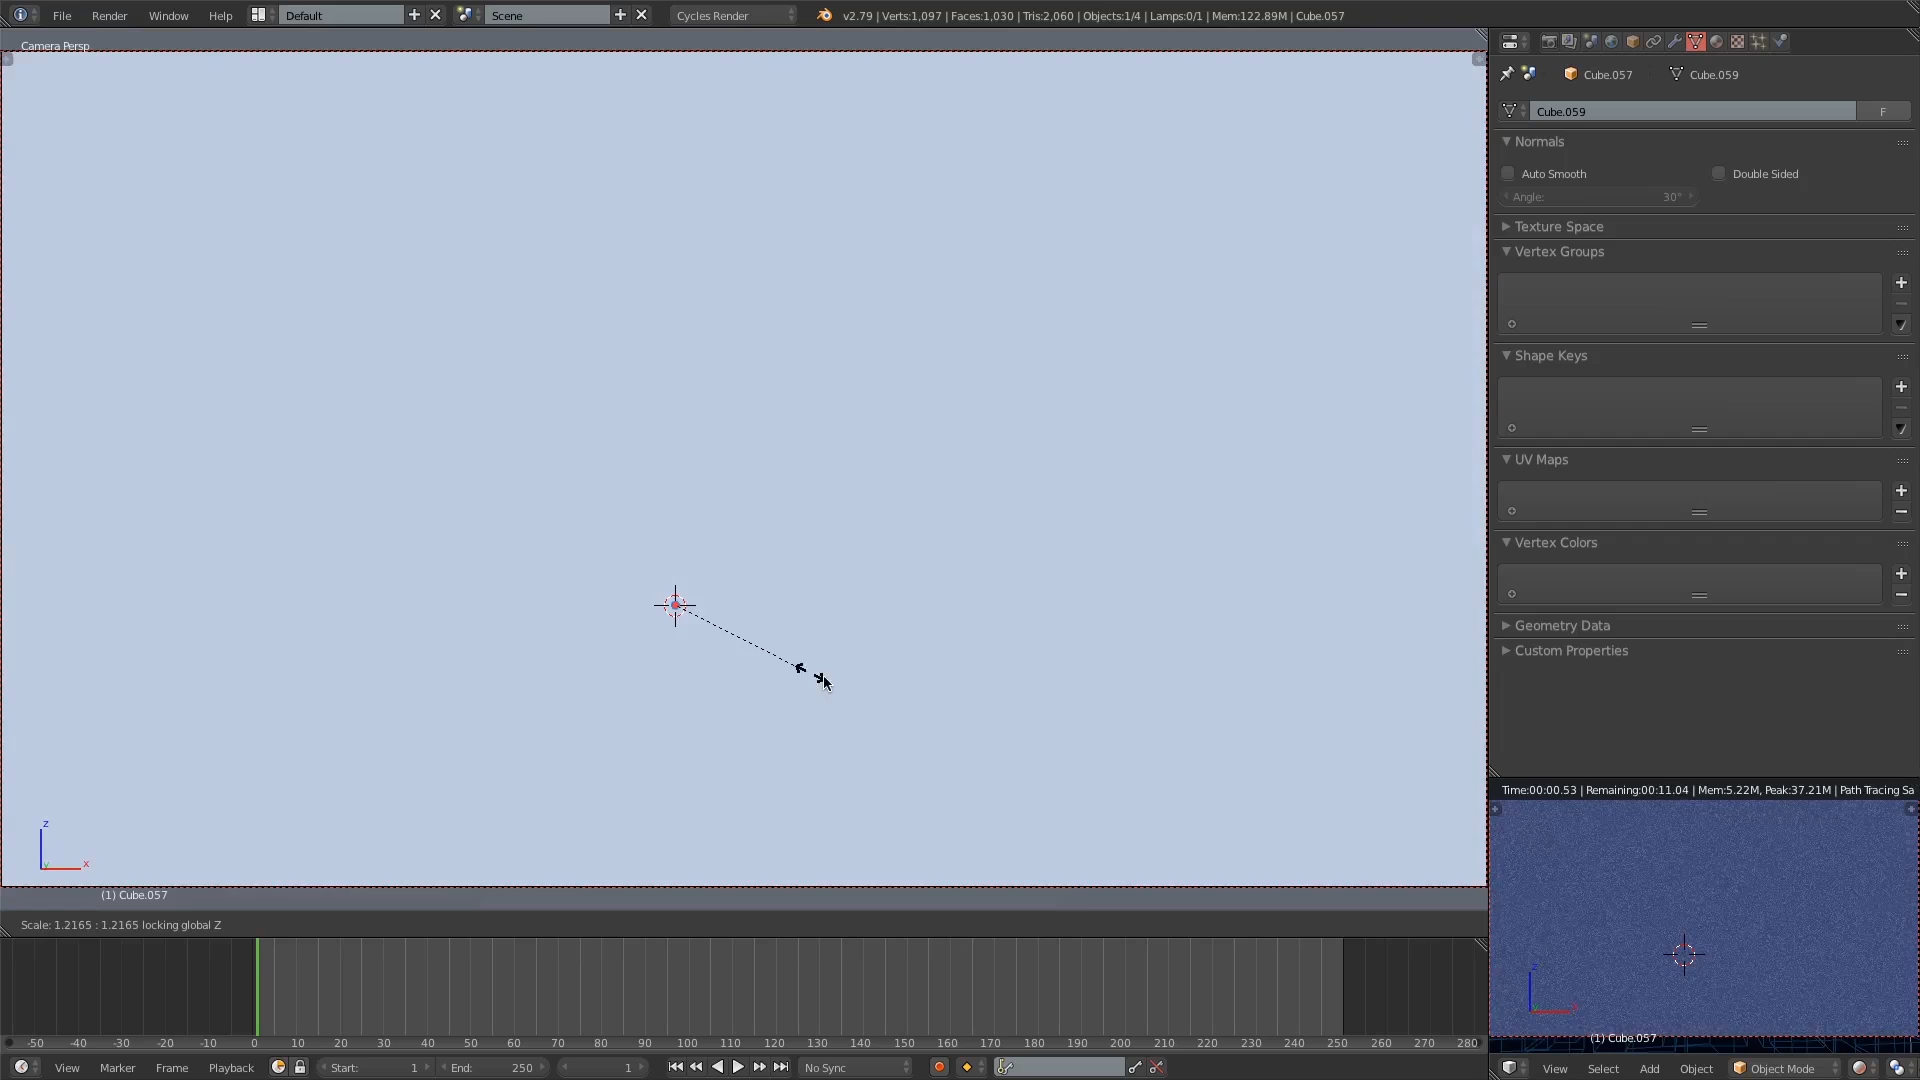 File Render Window Help Default Scene Cycles Render v2.79 | Verts:1,097 | Faces:1,030 | Tris:2,060 | Objects:1/4 | Lamps:0/1 | Mem:122.89M | Cube.057
Camera Persp
Cube.057 Cube.059
Cube.059 F
Normals
Auto Smooth Double Sided
Angle: 30°
Texture Space
Vertex Groups
Shape Keys
UV Maps
Vertex Colors
Geometry Data
Custom Properties
Time:00:00.53 | Remaining:00:11.04 | Mem:5.22M, Peak:37.21M | Path Tracing Sa
z
y x
(1) Cube.057
Scale: 1.2165 : 1.2165 locking global Z
z
x
(1) Cube.057
-50 -40 -30 -20 -10 0 10 20 30 40 50 60 70 80 90 100 110 120 130 140 150 160 170 180 190 200 210 220 230 240 250 260 270 280
View Marker Frame Playback Start: 1 End: 250 1 No Sync
View Select Add Object Object Mode